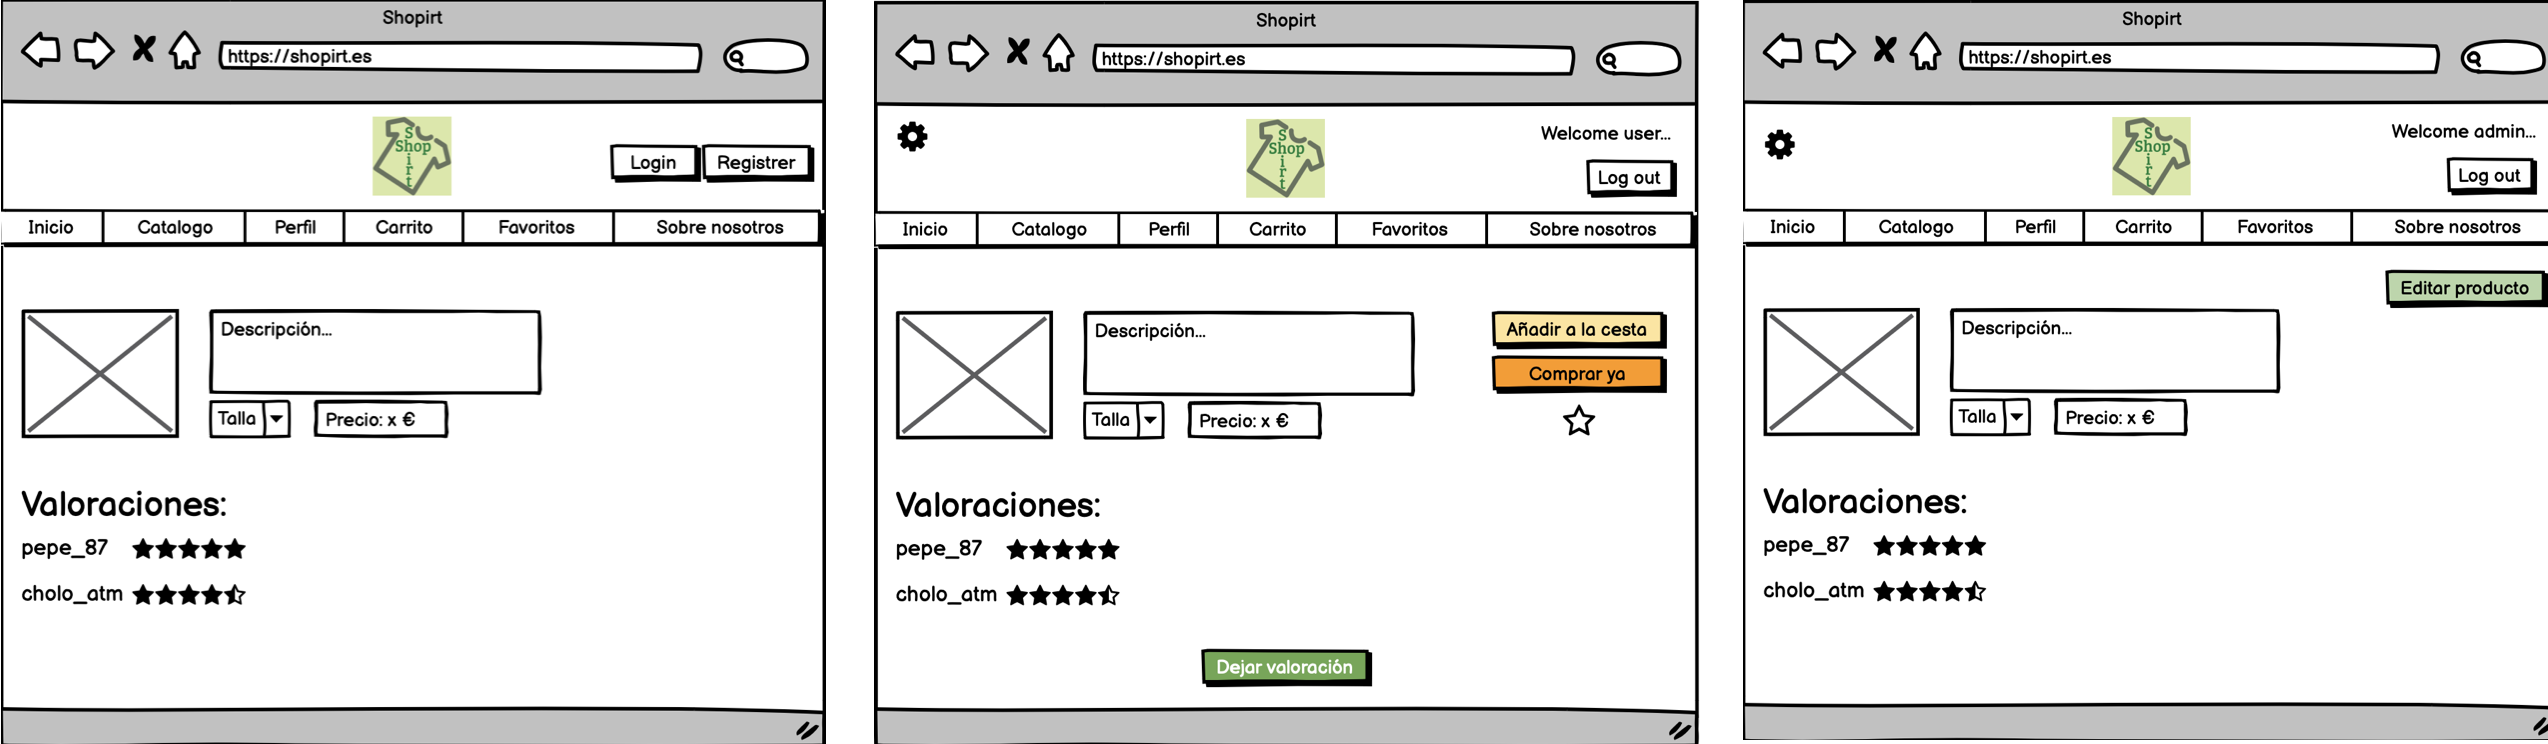 Shopirt
https://shopirt.es
S
Shop
i
r
t
Login
Registrer
Inicio
Catalogo
Perfil
Carrito
Favoritos
Sobre nosotros
Descripción...
Talla
Precio: x €
Valoraciones:
pepe_87
cholo_atm
Shopirt
https://shopirt.es
S
Shop
i
r
t
Welcome user...
Log out
Inicio
Catalogo
Perfil
Carrito
Favoritos
Sobre nosotros
Descripción...
Añadir a la cesta
Comprar ya
Talla
Precio: x €
Valoraciones:
pepe_87
cholo_atm
Dejar valoración
Shopirt
https://shopirt.es
S
Shop
i
r
t
Welcome admin...
Log out
Inicio
Catalogo
Perfil
Carrito
Favoritos
Sobre nosotros
Editar producto
Descripción...
Talla
Precio: x €
Valoraciones:
pepe_87
cholo_atm